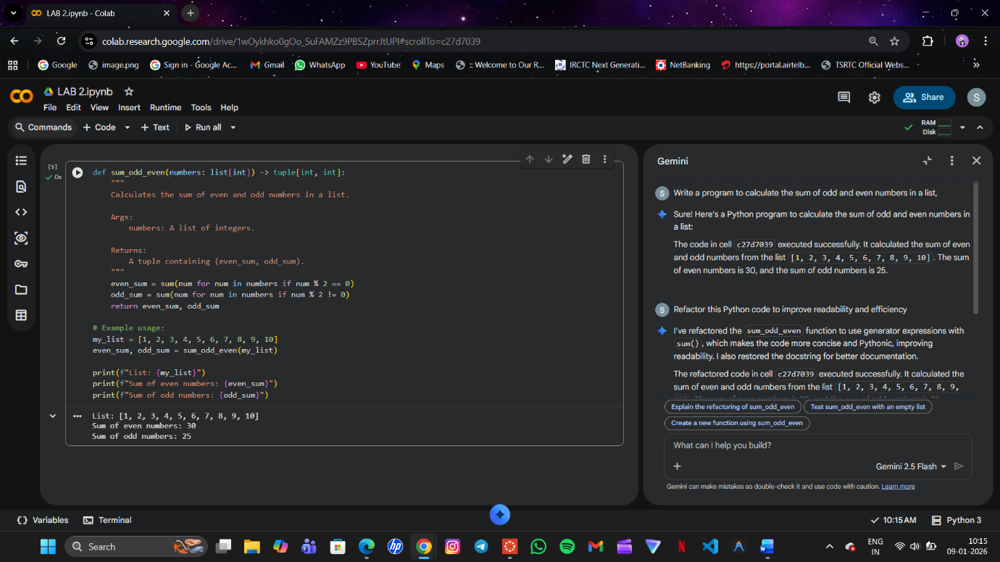 LAB 2.ipynb - Colab
colab.research.google.com/drive/1wOykhko0gOo_SuFAMZz9PBSZprrJtUPl#scrollTo=c27d7039
Google
image.png
Sign in - Google Ac...
Gmail
WhatsApp
YouTube
Maps
:: Welcome to Our R...
IRCTC Next Generati...
NetBanking
https://portal.airtelb...
TSRTC Official Webs...
LAB 2.ipynb
File Edit View Insert Runtime Tools Help
Share
S
Commands + Code + Text Run all
RAM
Disk
[5]
0s
def sum_odd_even(numbers: list[int]) -> tuple[int, int]:
"""
Calculates the sum of even and odd numbers in a list.
Args:
numbers: A list of integers.
Returns:
A tuple containing (even_sum, odd_sum).
"""
even_sum = sum(num for num in numbers if num % 2 == 0)
odd_sum = sum(num for num in numbers if num % 2 != 0)
return even_sum, odd_sum
# Example usage:
my_list = [1, 2, 3, 4, 5, 6, 7, 8, 9, 10]
even_sum, odd_sum = sum_odd_even(my_list)
print(f"List: {my_list}")
print(f"Sum of even numbers: {even_sum}")
print(f"Sum of odd numbers: {odd_sum}")
List: [1, 2, 3, 4, 5, 6, 7, 8, 9, 10]
Sum of even numbers: 30
Sum of odd numbers: 25
Gemini
S
Write a program to calculate the sum of odd and even numbers in a list,
Sure! Here's a Python program to calculate the sum of odd and even numbers in
a list:
The code in cell c27d7039 executed successfully. It calculated the sum of even
and odd numbers from the list [1, 2, 3, 4, 5, 6, 7, 8, 9, 10]. The sum
of even numbers is 30, and the sum of odd numbers is 25.
S
Refactor this Python code to improve readability and efficiency
I've refactored the sum_odd_even function to use generator expressions with
sum(), which makes the code more concise and Pythonic, improving
readability. I also restored the docstring for better documentation.
The refactored code in cell c27d7039 executed successfully. It calculated the
sum of even and odd numbers from the list [1, 2, 3, 4, 5, 6, 7, 8, 9,
Explain the refactoring of sum_odd_even
Test sum_odd_even with an empty list
Create a new function using sum_odd_even
What can I help you build?
Gemini 2.5 Flash
Gemini can make mistakes so double-check it and use code with caution. Learn more
Variables Terminal
10:15 AM Python 3
Search
ENG
IN
10:15
09-01-2026